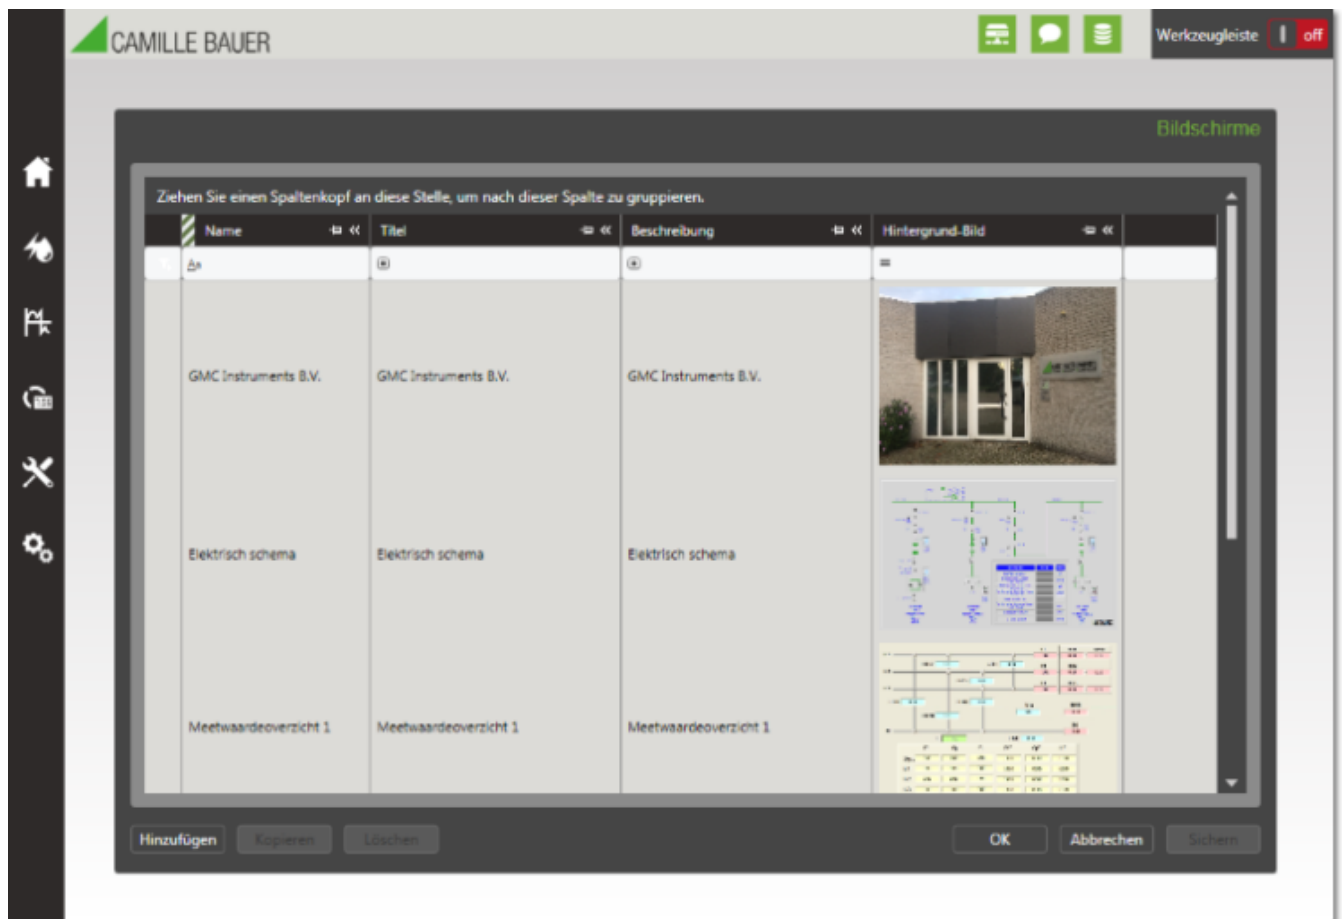 CAMILLE BAUER
Werkzeugleiste off
Bildschirme
Ziehen Sie einen Spaltenkopf an diese Stelle, um nach dieser Spalte zu gruppieren.
Name Titel Beschreibung Hintergrund-Bild
GMC Instruments B.V. GMC Instruments B.V. GMC Instruments B.V.
Elektrisch schema Elektrisch schema Elektrisch schema
Meetwaardeoverzicht 1 Meetwaardeoverzicht 1 Meetwaardeoverzicht 1
Hinzufügen Kopieren Löschen OK Abbrechen Sichern